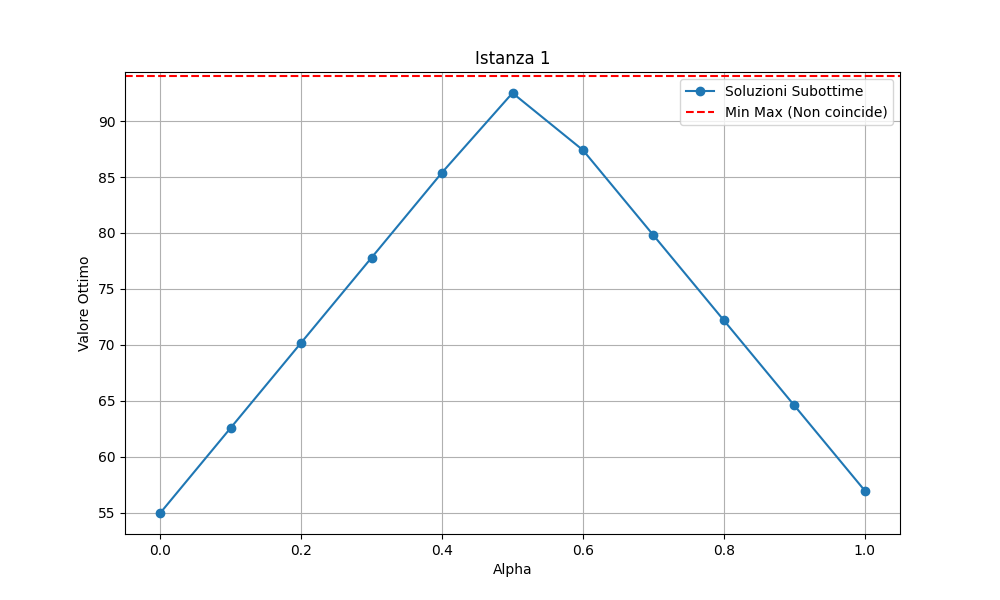 Istanza 1
Soluzioni Subottime
Min Max (Non coincide)
Valore Ottimo
90
85
80
75
70
65
60
55
0.0 0.2 0.4 0.6 0.8 1.0
Alpha